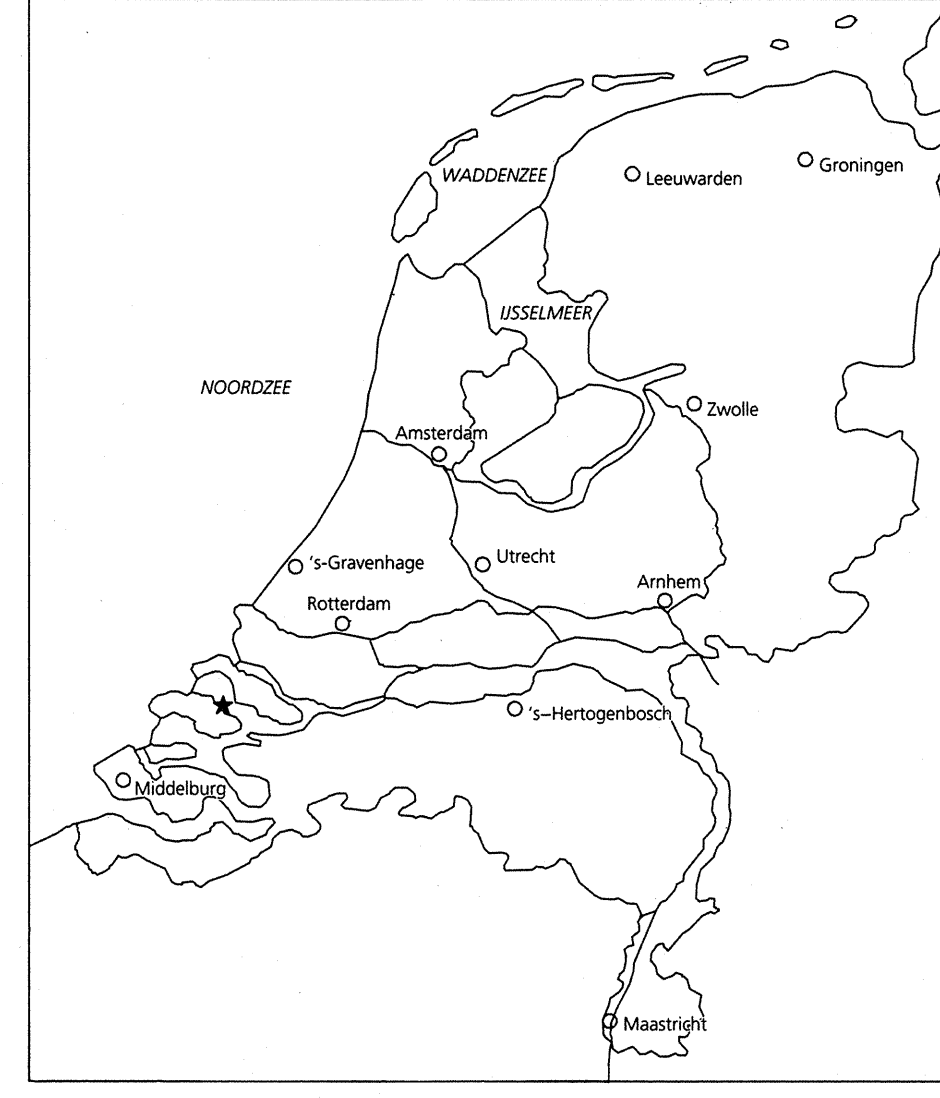 WADDENZEE
Leeuwarden
Groningen
IJSSELMEER
NOORDZEE
Zwolle
Amsterdam
's-Gravenhage
Utrecht
Arnhem
Rotterdam
's–Hertogenbosch
Middelburg
Maastricht